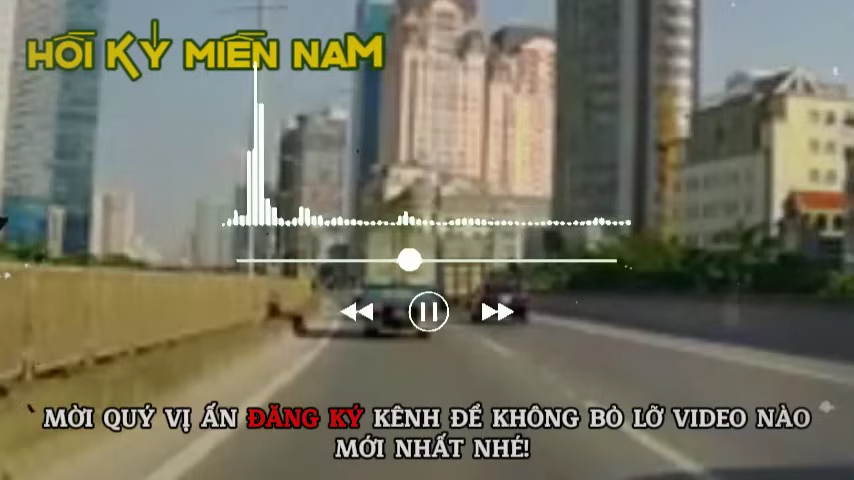 HỒI KÝ MIỀN NAM
MỜI QUÝ VỊ ẤN ĐĂNG KÝ KÊNH ĐỂ KHÔNG BỎ LỠ VIDEO NÀO
MỚI NHẤT NHÉ!